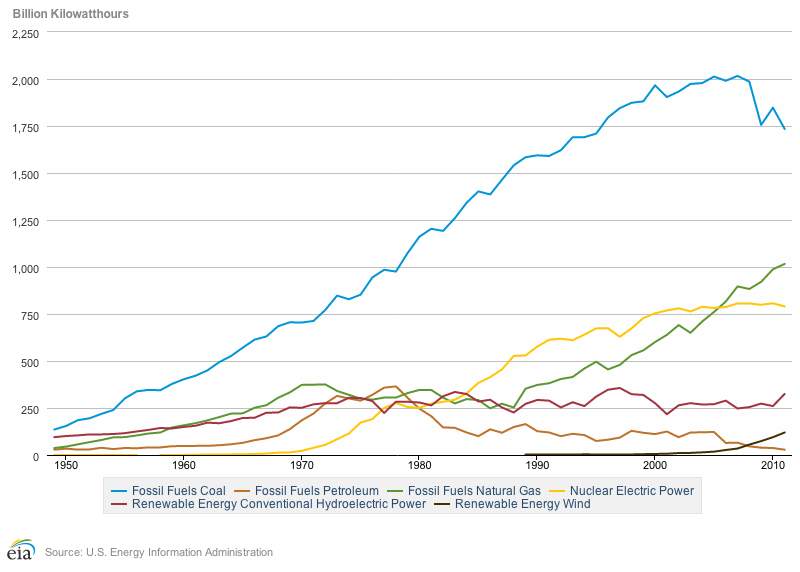 Billion Kilowatthours
2,250
2,000
1,750
1,500
1,250
1,000
750
500
250
0
1950 1960 1970 1980 1990 2000 2010
Fossil Fuels Coal Fossil Fuels Petroleum Fossil Fuels Natural Gas Nuclear Electric Power
Renewable Energy Conventional Hydroelectric Power Renewable Energy Wind
eia Source: U.S. Energy Information Administration